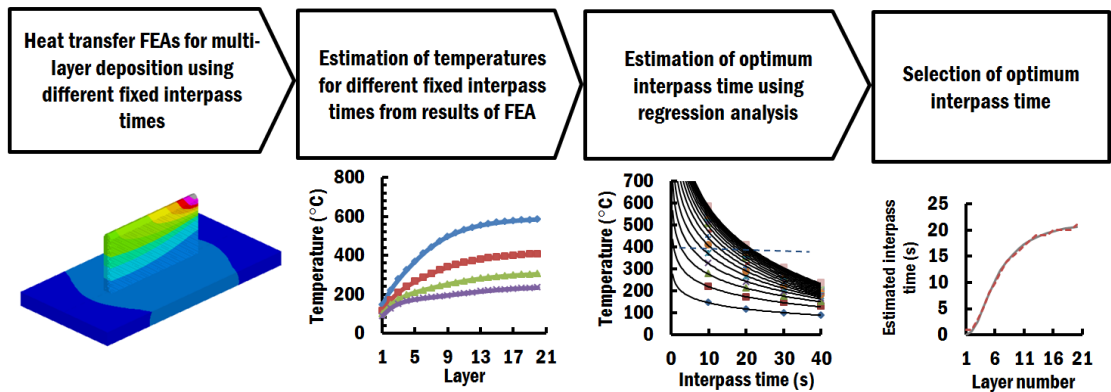 Heat transfer FEAs for multi-
layer deposition using
different fixed interpass
times
Estimation of temperatures
for different fixed interpass
times from results of FEA
Estimation of optimum
interpass time using
regression analysis
Selection of optimum
interpass time
Temperature (°C)
800
600
400
200
0
1 5 9 13 17 21
Layer
Temperature (°C)
700
600
500
400
300
200
100
0
0 10 20 30 40
Interpass time (s)
Estimated interpass
time (s)
25
20
15
10
5
0
1 6 11 16 21
Layer number